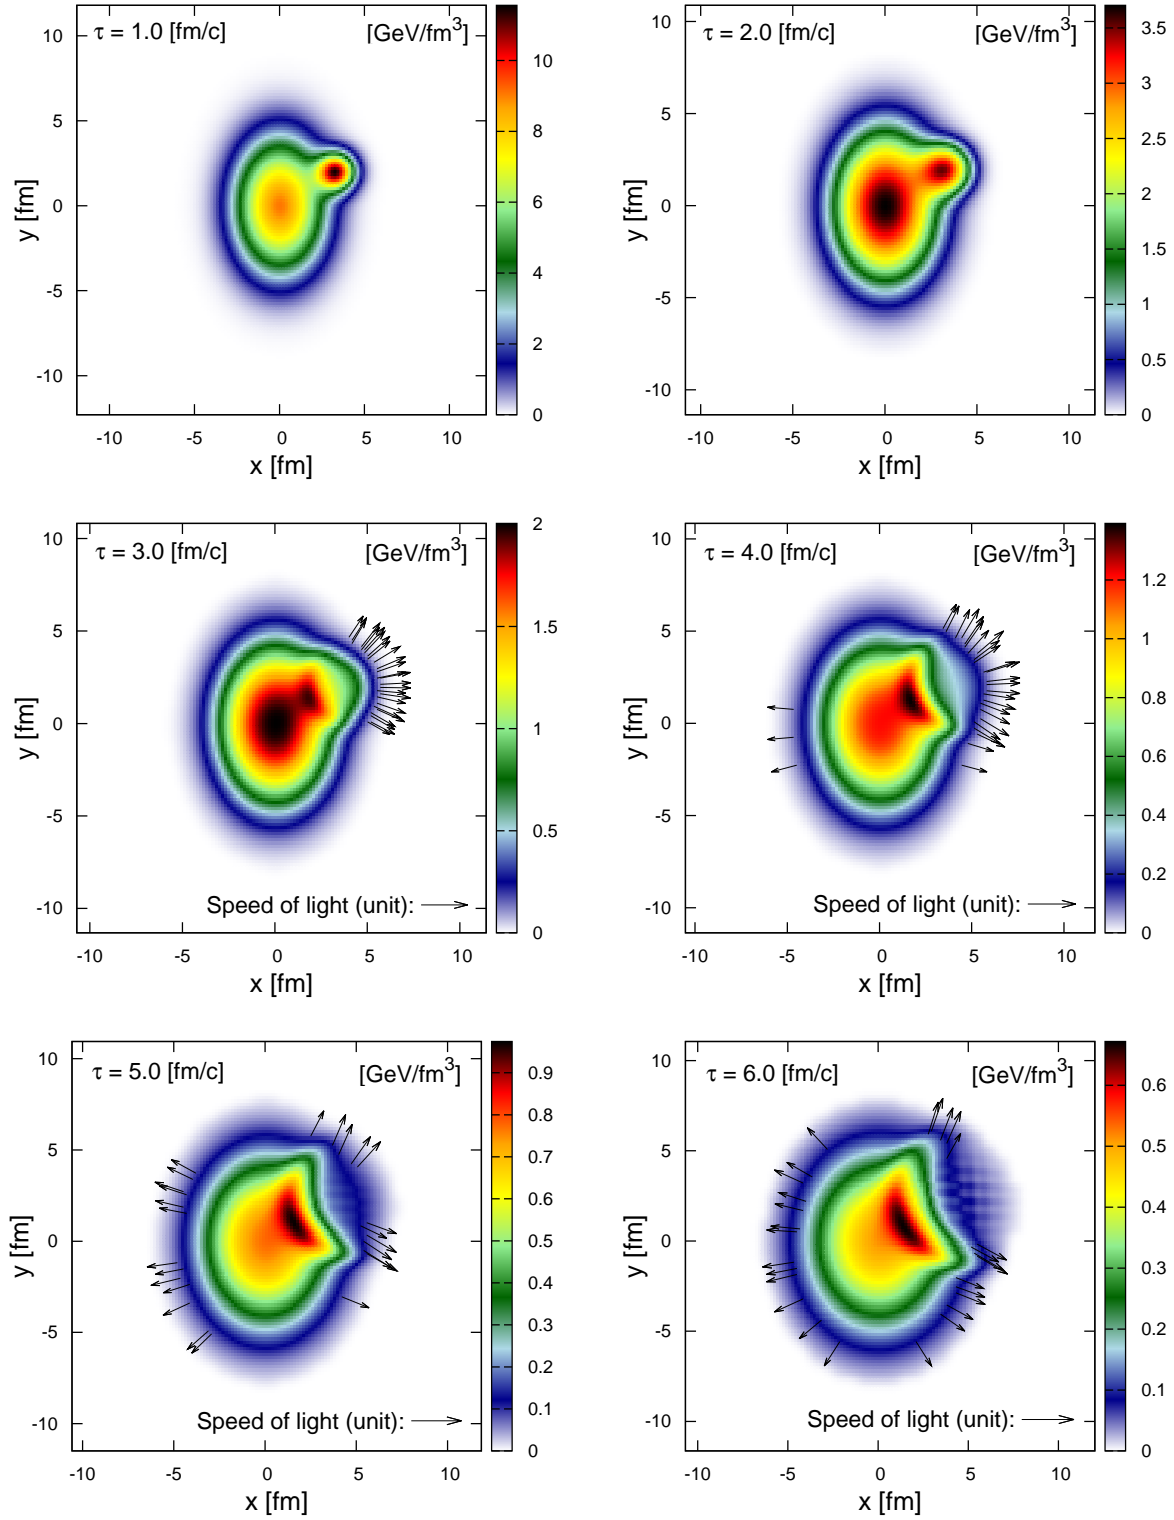 τ = 1.0 [fm/c] [GeV/fm3]
10
5
0
-5
-10
y [fm]
-10 -5 0 5 10
x [fm]
10
8
6
4
2
0
τ = 2.0 [fm/c] [GeV/fm3]
10
5
0
-5
-10
y [fm]
-10 -5 0 5 10
x [fm]
3.5
3
2.5
2
1.5
1
0.5
0
τ = 3.0 [fm/c] [GeV/fm3]
10
5
0
-5
-10
y [fm]
Speed of light (unit):
-10 -5 0 5 10
x [fm]
2
1.5
1
0.5
0
τ = 4.0 [fm/c] [GeV/fm3]
10
5
0
-5
-10
y [fm]
Speed of light (unit):
-10 -5 0 5 10
x [fm]
1.2
1
0.8
0.6
0.4
0.2
0
τ = 5.0 [fm/c] [GeV/fm3]
10
5
0
-5
-10
y [fm]
Speed of light (unit):
-10 -5 0 5 10
x [fm]
0.9
0.8
0.7
0.6
0.5
0.4
0.3
0.2
0.1
0
τ = 6.0 [fm/c] [GeV/fm3]
10
5
0
-5
-10
y [fm]
Speed of light (unit):
-10 -5 0 5 10
x [fm]
0.6
0.5
0.4
0.3
0.2
0.1
0